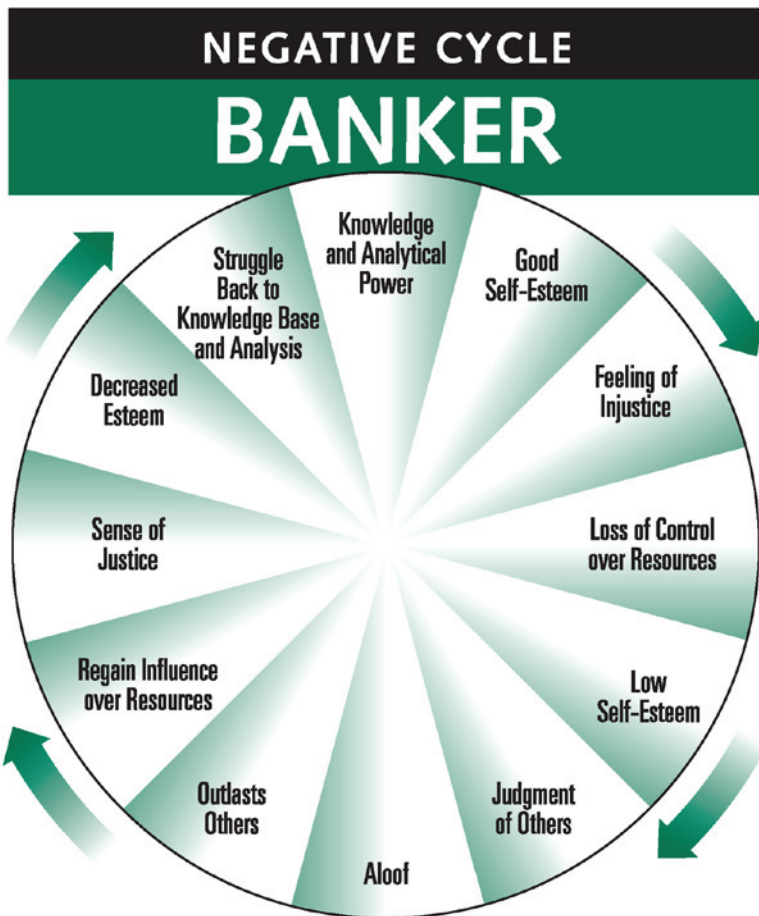 NEGATIVE CYCLE
BANKER
Knowledge
and Analytical
Power
Good
Self-Esteem
Feeling of
Injustice
Loss of Control
over Resources
Low
Self-Esteem
Judgment
of Others
Aloof
Outlasts
Others
Regain Influence
over Resources
Sense of
Justice
Decreased
Esteem
Struggle
Back to
Knowledge Base
and Analysis